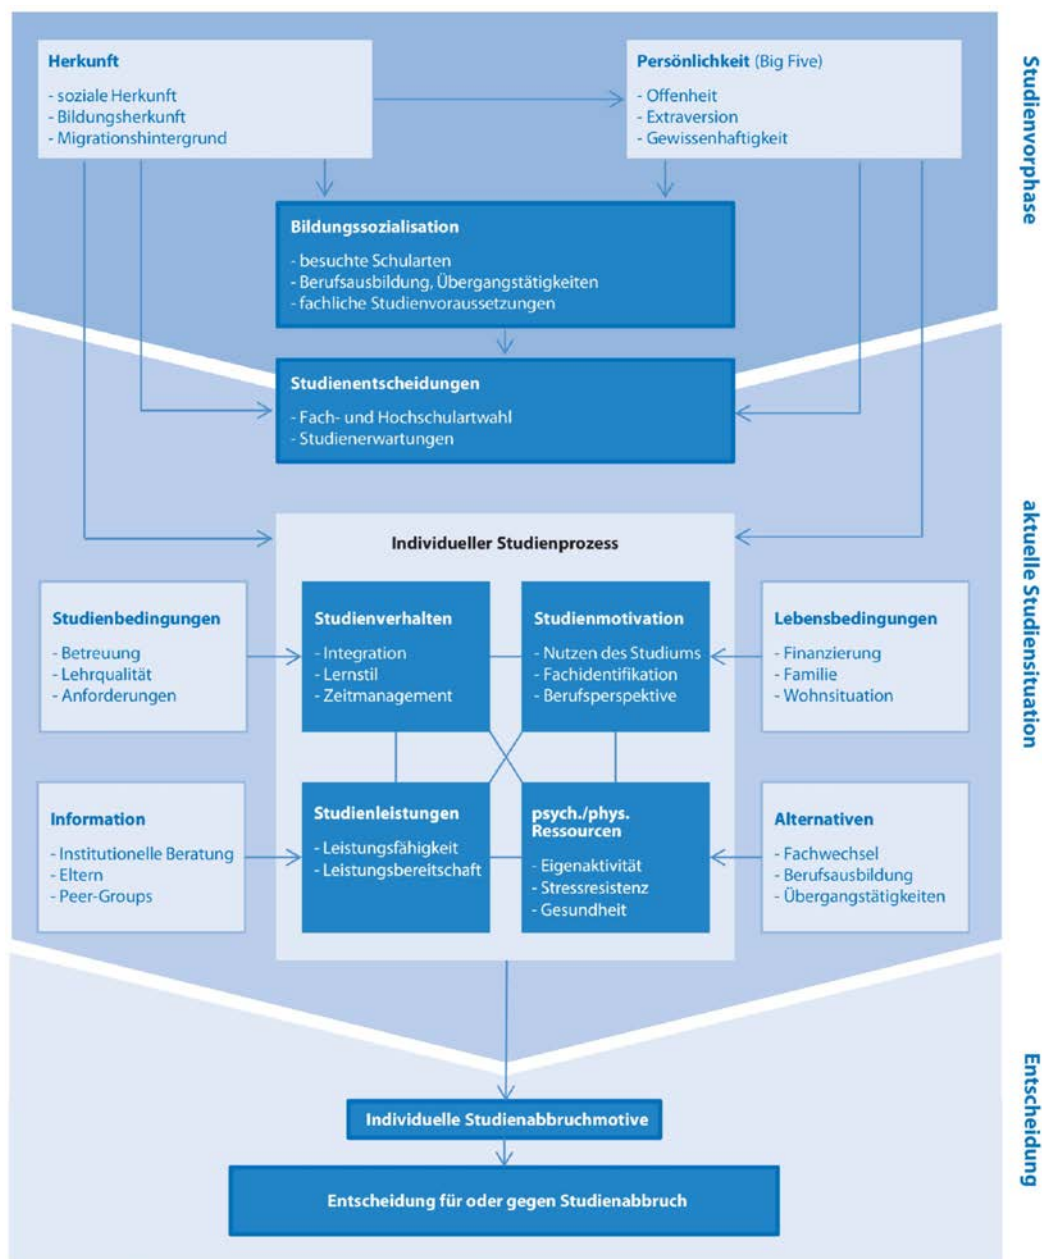 Herkunft
- soziale Herkunft
- Bildungsherkunft
- Migrationshintergrund
Persönlichkeit (Big Five)
- Offenheit
- Extraversion
- Gewissenhaftigkeit
Studienvorphase
Bildungssozialisation
- besuchte Schularten
- Berufsausbildung, Übergangstätigkeiten
- fachliche Studienvoraussetzungen
Studienentscheidungen
- Fach- und Hochschulartwahl
- Studienerwartungen
aktuelle Studiensituation
Individueller Studienprozess
Studienbedingungen
- Betreuung
- Lehrqualität
- Anforderungen
Studienverhalten
- Integration
- Lernstil
- Zeitmanagement
Studienmotivation
- Nutzen des Studiums
- Fachidentifikation
- Berufsperspektive
Lebensbedingungen
- Finanzierung
- Familie
- Wohnsituation
Information
- Institutionelle Beratung
- Eltern
- Peer-Groups
Studienleistungen
- Leistungsfähigkeit
- Leistungsbereitschaft
psych./phys.
Ressourcen
- Eigenaktivität
- Stressresistenz
- Gesundheit
Alternativen
- Fachwechsel
- Berufsausbildung
- Übergangstätigkeiten
Entscheidung
Individuelle Studienabbruchmotive
Entscheidung für oder gegen Studienabbruch